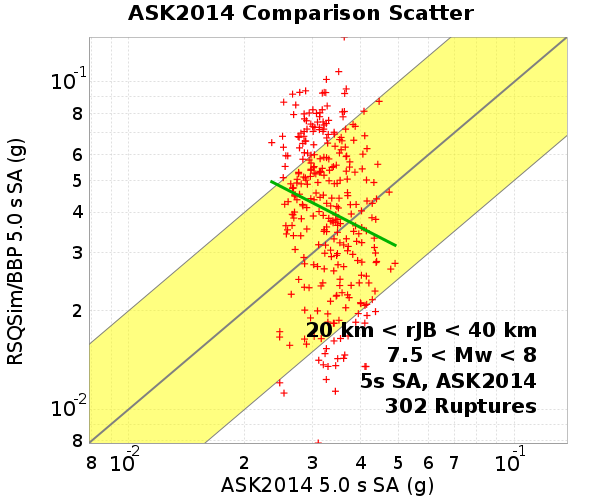 ASK2014 Comparison Scatter
RSQSim/BBP 5.0 s SA (g)
10⁻¹
8
6
5
4
3
2
10⁻²
8
20 km < rJB < 40 km
7.5 < Mw < 8
5s SA, ASK2014
302 Ruptures
8 10⁻² 2 3 4 5 6 7 10⁻¹
ASK2014 5.0 s SA (g)